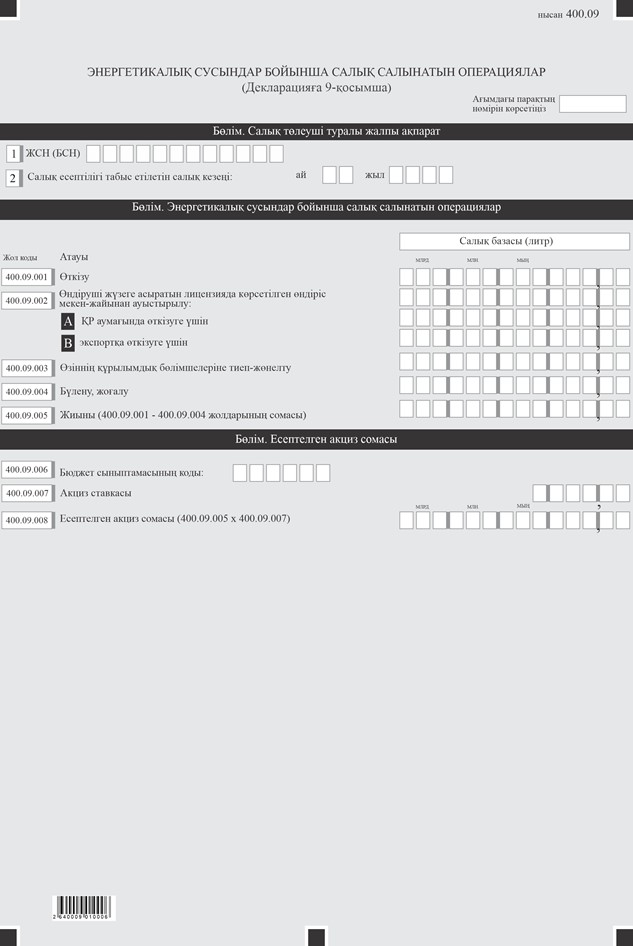 нысан 400.09
ЭНЕРГЕТИКАЛЫҚ СУСЫНДАР БОЙЫНША САЛЫҚ САЛЫНАТЫН ОПЕРАЦИЯЛАР
(Декларацияға 9-қосымша)
Ағымдағы парақтың
нөмірін көрсетіңіз
Бөлім. Салық төлеуші туралы жалпы ақпарат
1 ЖСН (БСН)
2 Салық есептілігі табыс етілетін салық кезеңі: ай жыл
Бөлім. Энергетикалық сусындар бойынша салық салынатын операциялар
Салық базасы (литр)
Жол коды Атауы млрд млн мың
400.09.001 Өткізу
400.09.002 Өндіруші жүзеге асыратын лицензияда көрсетілген өндіріс
мекен-жайынан ауыстырылу:
A ҚР аумағында өткізуге үшін
B экспортқа өткізуге үшін
400.09.003 Өзіннің құрылымдық бөлімшелеріне тиеп-жөнелту
400.09.004 Бүлену, жоғалу
400.09.005 Жиыны (400.09.001 - 400.09.004 жолдарының сомасы)
Бөлім. Есептелген акциз сомасы
400.09.006 Бюджет сыныптамасының коды:
400.09.007 Акциз ставкасы
млрд млн мың
400.09.008 Есептелген акциз сомасы (400.09.005 х 400.09.007)
2640009010006